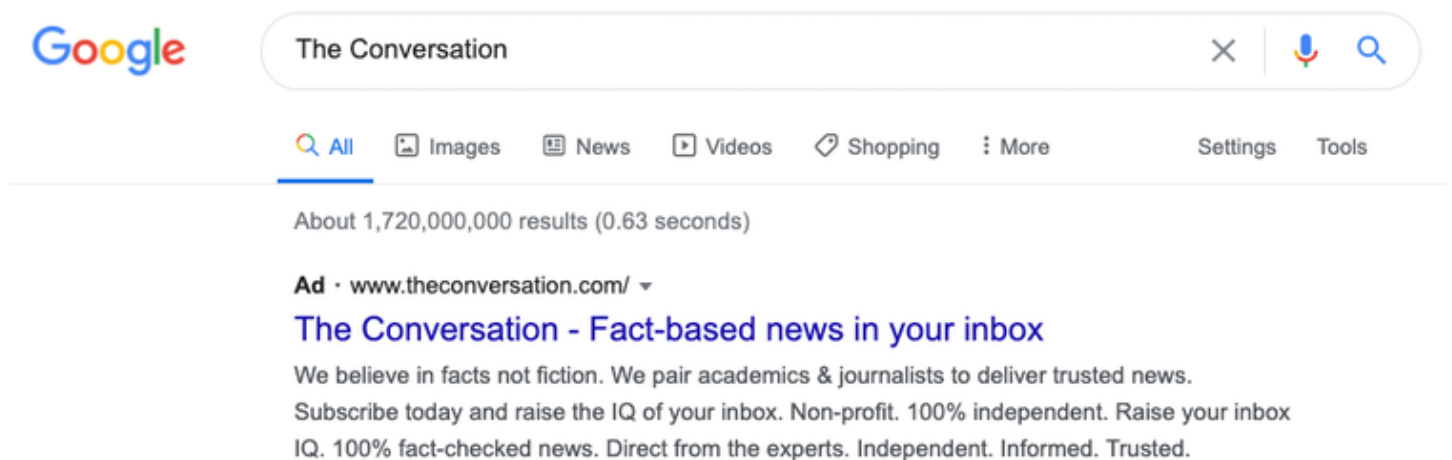 Google
The Conversation
All Images News Videos Shopping More Settings Tools
About 1,720,000,000 results (0.63 seconds)
Ad · www.theconversation.com/
The Conversation - Fact-based news in your inbox
We believe in facts not fiction. We pair academics & journalists to deliver trusted news.
Subscribe today and raise the IQ of your inbox. Non-profit. 100% independent. Raise your inbox
IQ. 100% fact-checked news. Direct from the experts. Independent. Informed. Trusted.